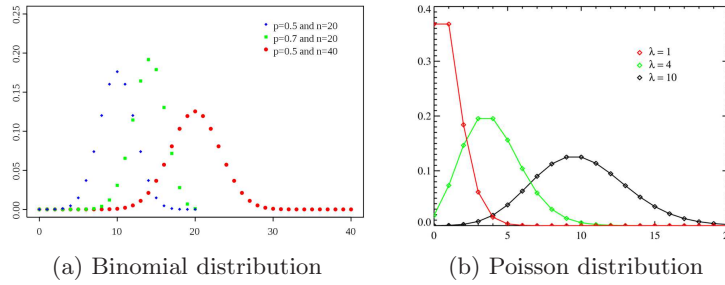 0.00 0.05 0.10 0.15 0.20 0.25
p=0.5 and n=20
p=0.7 and n=20
p=0.5 and n=40
0 10 20 30 40
(a) Binomial distribution
0.4
0.3
0.2
0.1
0.0
λ = 1
λ = 4
λ = 10
0 5 10 15 20
(b) Poisson distribution